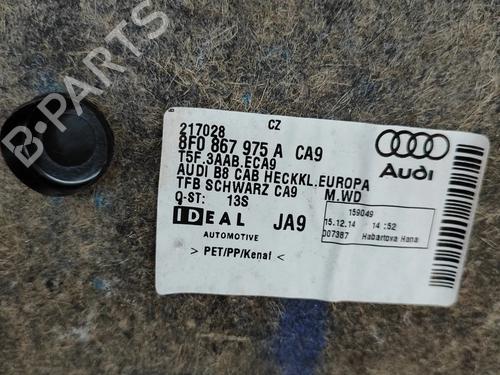 B-PARTS
217028 CZ
8F0 867 975 A CA9
T5F.3AAB.ECA9
AUDI B8 CAB HECKKL.EUROPA
TFB SCHWARZ CA9 M.WD
Q-ST: 13S
IDEAL JA9
AUTOMOTIVE
> PET/PP/Kenaf <
Audi
159049
15.12.14 14:52
007387 Habartova Hana